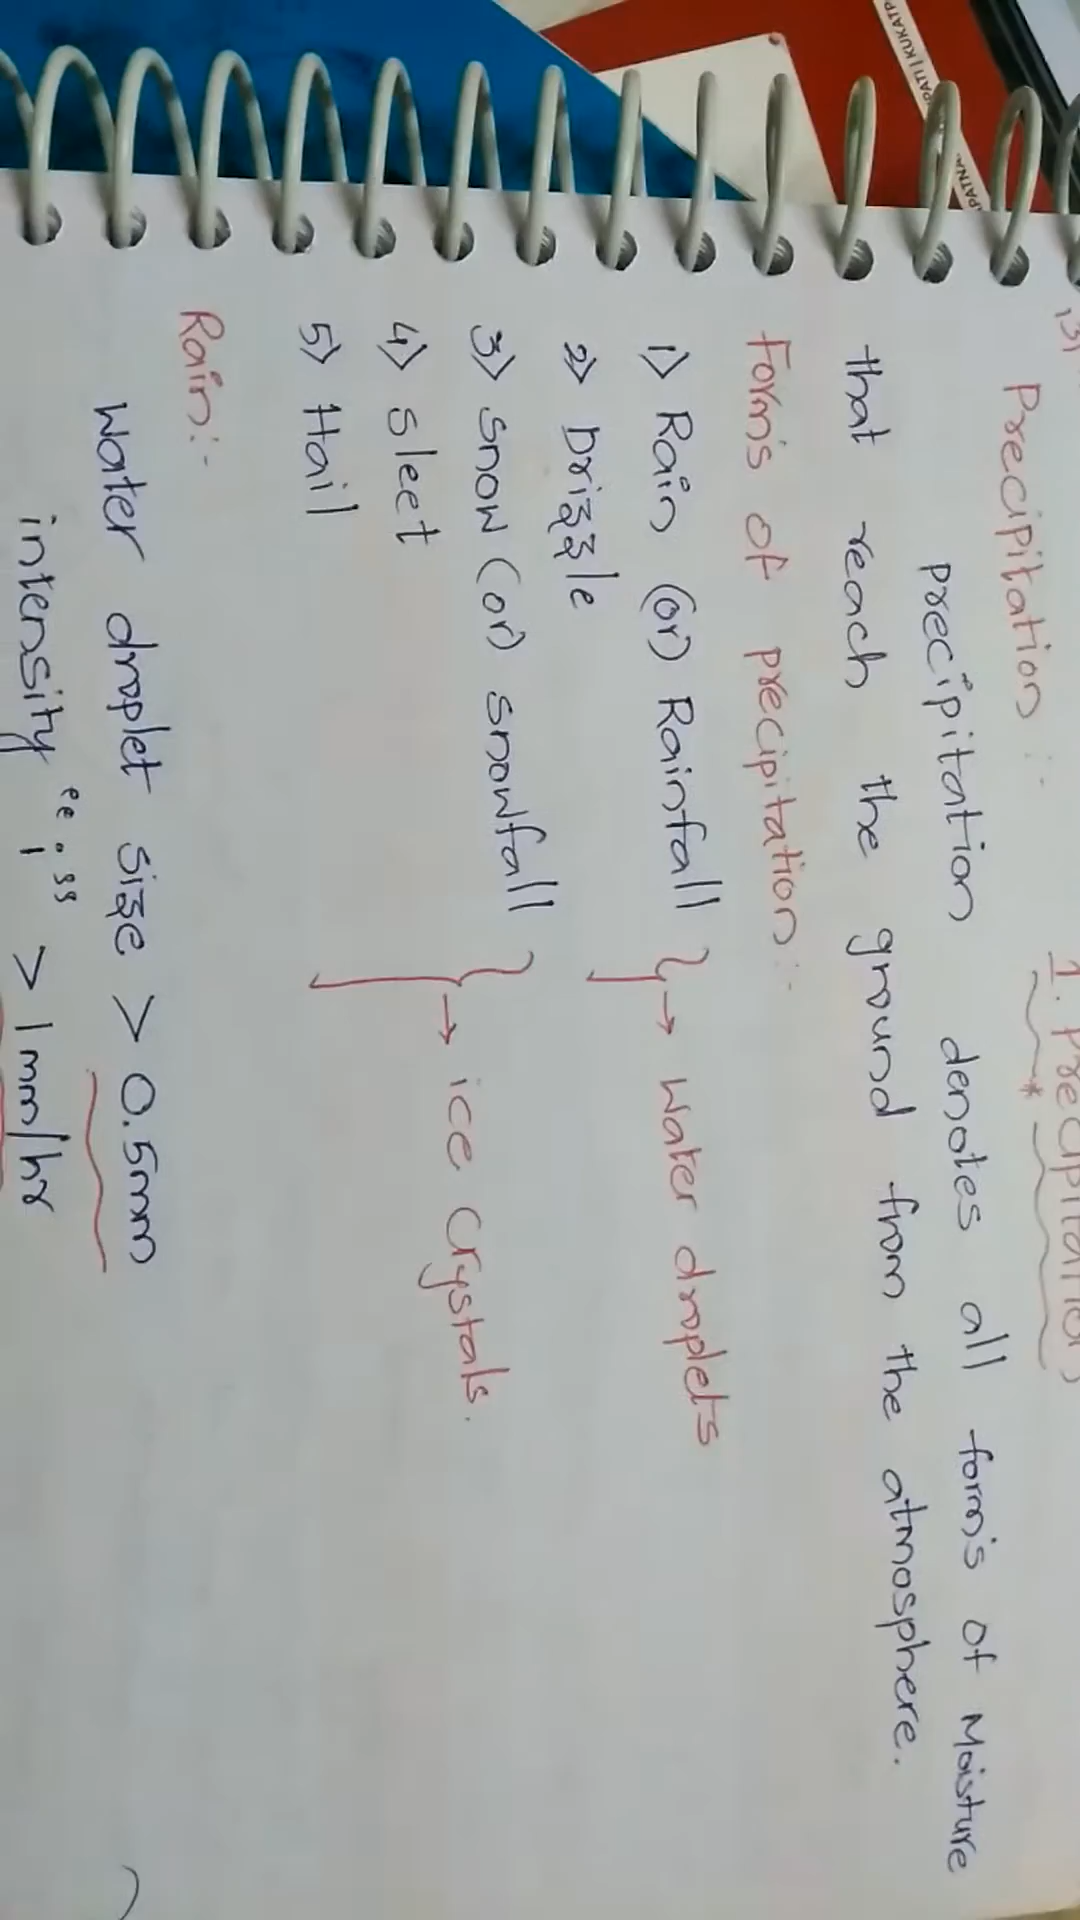 1. Precipitation
Precipitation :-
precipitation denotes all form's of Moisture
that reach the ground from the atmosphere.
Form's of precipitation :-
1) Rain (or) Rainfall
2) Drizzle
→ Water droplets
3) Snow (or) snowfall
4) sleet
5) Hail
→ ice crystals.
Rain:-
Water droplet size > 0.5mm
intensity "i" > 1mm/hr